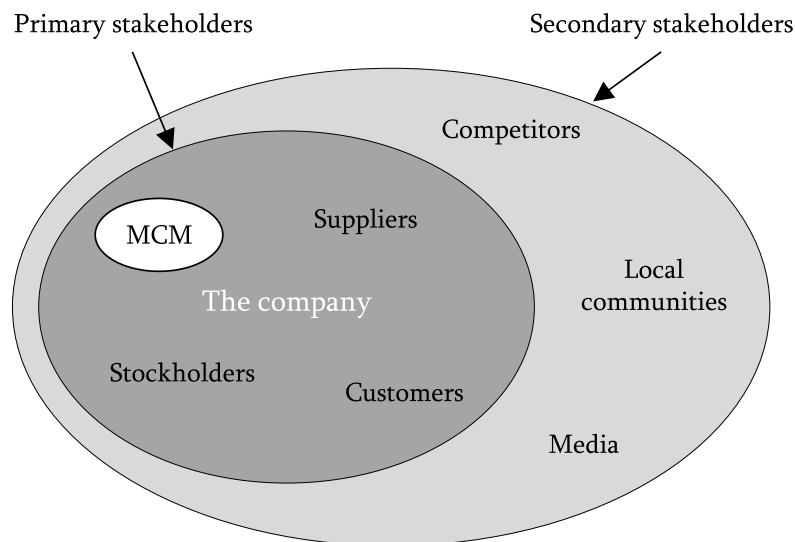 Primary stakeholders
Secondary stakeholders
Competitors
Suppliers
MCM
Local
communities
The company
Stockholders
Customers
Media